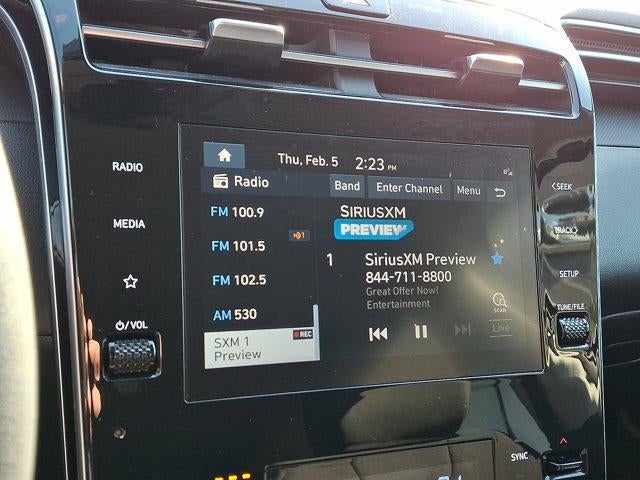 Thu, Feb. 5 2:23 PM
Radio Band Enter Channel Menu
FM 100.9
FM 101.5
FM 102.5
AM 530
SXM 1 REC
Preview
SIRIUSXM
PREVIEW
1 SiriusXM Preview
844-711-8800
Great Offer Now!
Entertainment
SCAN
Live
RADIO
MEDIA
VOL
<SEEK
TRACK>
SETUP
TUNE/FILE
SYNC